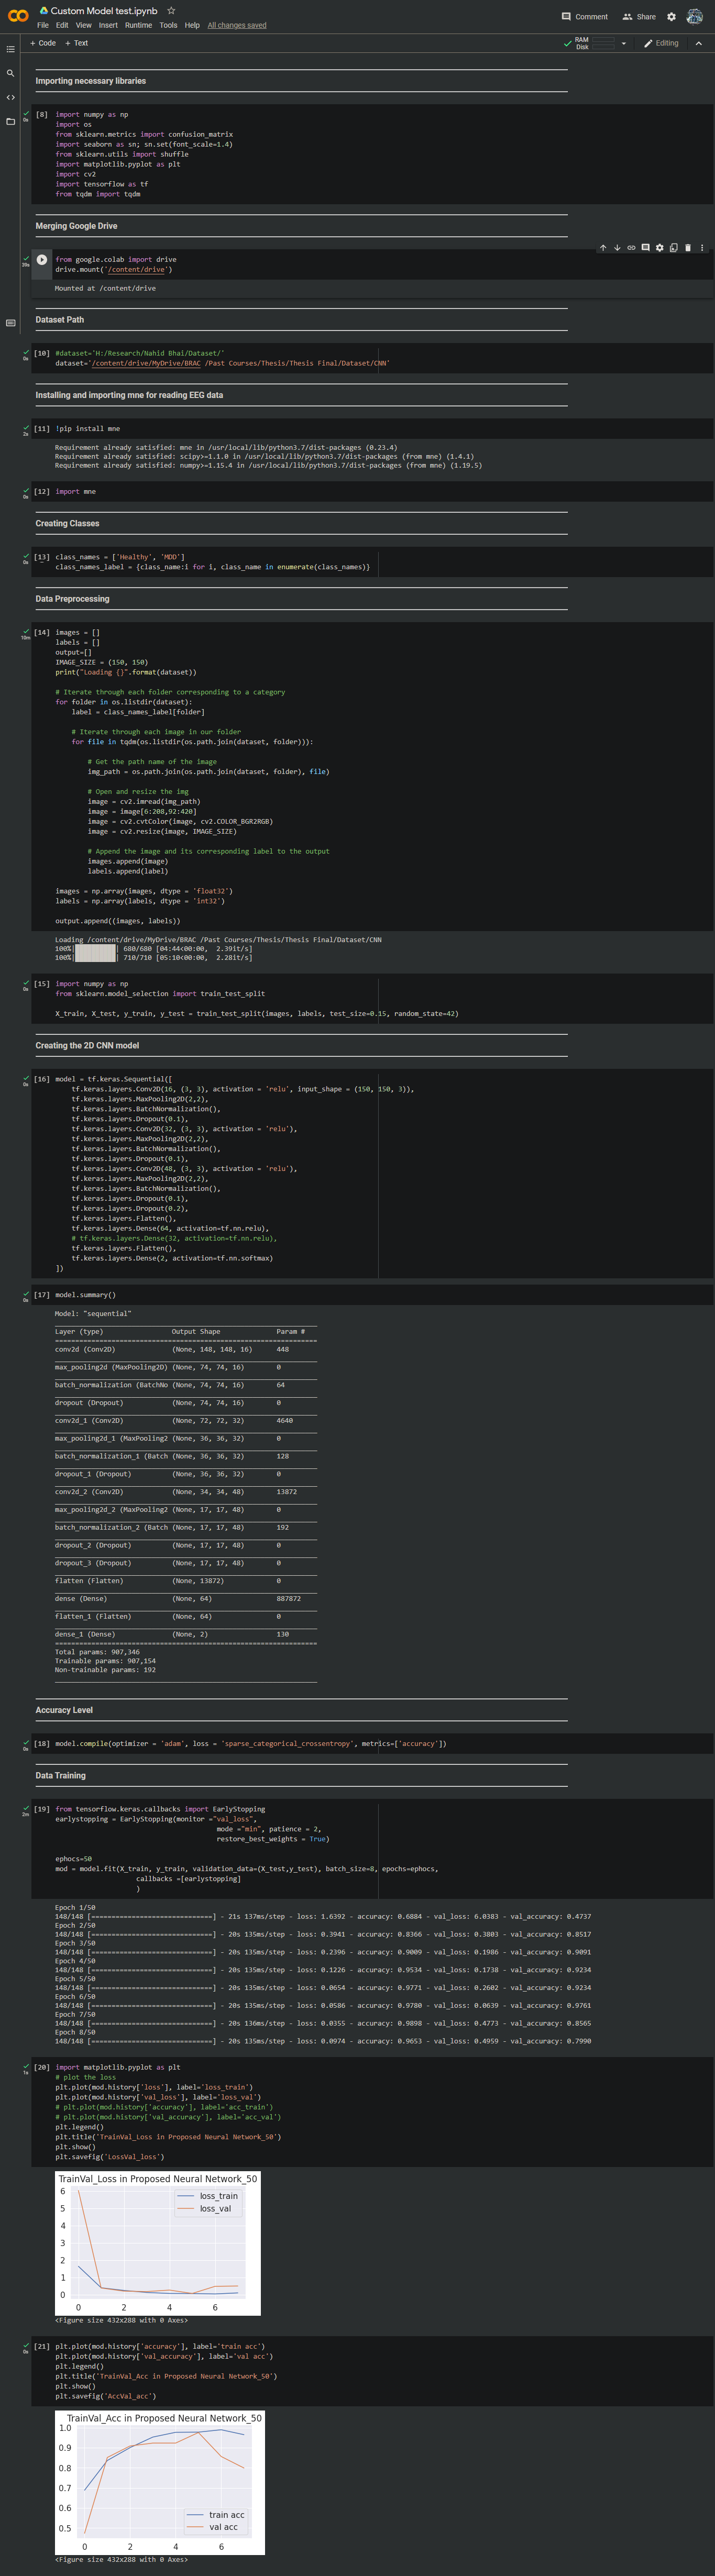 Custom Model test.ipynb
File Edit View Insert Runtime Tools Help All changes saved
Comment Share
+ Code + Text
RAM
Disk
Editing
Importing necessary libraries
[8] import numpy as np
0s
import os
from sklearn.metrics import confusion_matrix
import seaborn as sn; sn.set(font_scale=1.4)
from sklearn.utils import shuffle
import matplotlib.pyplot as plt
import cv2
import tensorflow as tf
from tqdm import tqdm
Merging Google Drive
from google.colab import drive
drive.mount('/content/drive')
Mounted at /content/drive
Dataset Path
[10] #dataset='H:/Research/Nahid Bhai/Dataset/'
0s
dataset='/content/drive/MyDrive/BRAC /Past Courses/Thesis/Thesis Final/Dataset/CNN'
Installing and importing mne for reading EEG data
[11] !pip install mne
2s
Requirement already satisfied: mne in /usr/local/lib/python3.7/dist-packages (0.23.4)
Requirement already satisfied: scipy>=1.1.0 in /usr/local/lib/python3.7/dist-packages (from mne) (1.4.1)
Requirement already satisfied: numpy>=1.15.4 in /usr/local/lib/python3.7/dist-packages (from mne) (1.19.5)
[12] import mne
0s
Creating Classes
[13] class_names = ['Healthy', 'MDD']
0s
class_names_label = {class_name:i for i, class_name in enumerate(class_names)}
Data Preprocessing
[14] images = []
10m
labels = []
output=[]
IMAGE_SIZE = (150, 150)
print("Loading {}".format(dataset))
# Iterate through each folder corresponding to a category
for folder in os.listdir(dataset):
label = class_names_label[folder]
# Iterate through each image in our folder
for file in tqdm(os.listdir(os.path.join(dataset, folder))):
# Get the path name of the image
img_path = os.path.join(os.path.join(dataset, folder), file)
# Open and resize the img
image = cv2.imread(img_path)
image = image[6:208,92:420]
image = cv2.cvtColor(image, cv2.COLOR_BGR2RGB)
image = cv2.resize(image, IMAGE_SIZE)
# Append the image and its corresponding label to the output
images.append(image)
labels.append(label)
images = np.array(images, dtype = 'float32')
labels = np.array(labels, dtype = 'int32')
output.append((images, labels))
Loading /content/drive/MyDrive/BRAC /Past Courses/Thesis/Thesis Final/Dataset/CNN
100%|██████████| 680/680 [04:44<00:00, 2.39it/s]
100%|██████████| 710/710 [05:10<00:00, 2.28it/s]
[15] import numpy as np
0s
from sklearn.model_selection import train_test_split
X_train, X_test, y_train, y_test = train_test_split(images, labels, test_size=0.15, random_state=42)
Creating the 2D CNN model
[16] model = tf.keras.Sequential([
0s
tf.keras.layers.Conv2D(16, (3, 3), activation = 'relu', input_shape = (150, 150, 3)),
tf.keras.layers.MaxPooling2D(2,2),
tf.keras.layers.BatchNormalization(),
tf.keras.layers.Dropout(0.1),
tf.keras.layers.Conv2D(32, (3, 3), activation = 'relu'),
tf.keras.layers.MaxPooling2D(2,2),
tf.keras.layers.BatchNormalization(),
tf.keras.layers.Dropout(0.1),
tf.keras.layers.Conv2D(48, (3, 3), activation = 'relu'),
tf.keras.layers.MaxPooling2D(2,2),
tf.keras.layers.BatchNormalization(),
tf.keras.layers.Dropout(0.1),
tf.keras.layers.Dropout(0.2),
tf.keras.layers.Flatten(),
tf.keras.layers.Dense(64, activation=tf.nn.relu),
# tf.keras.layers.Dense(32, activation=tf.nn.relu),
tf.keras.layers.Flatten(),
tf.keras.layers.Dense(2, activation=tf.nn.softmax)
])
[17] model.summary()
0s
Model: "sequential"
Layer (type) Output Shape Param #
conv2d (Conv2D) (None, 148, 148, 16) 448
max_pooling2d (MaxPooling2D) (None, 74, 74, 16) 0
batch_normalization (BatchNo (None, 74, 74, 16) 64
dropout (Dropout) (None, 74, 74, 16) 0
conv2d_1 (Conv2D) (None, 72, 72, 32) 4640
max_pooling2d_1 (MaxPooling2 (None, 36, 36, 32) 0
batch_normalization_1 (Batch (None, 36, 36, 32) 128
dropout_1 (Dropout) (None, 36, 36, 32) 0
conv2d_2 (Conv2D) (None, 34, 34, 48) 13872
max_pooling2d_2 (MaxPooling2 (None, 17, 17, 48) 0
batch_normalization_2 (Batch (None, 17, 17, 48) 192
dropout_2 (Dropout) (None, 17, 17, 48) 0
dropout_3 (Dropout) (None, 17, 17, 48) 0
flatten (Flatten) (None, 13872) 0
dense (Dense) (None, 64) 887872
flatten_1 (Flatten) (None, 64) 0
dense_1 (Dense) (None, 2) 130
Total params: 907,346
Trainable params: 907,154
Non-trainable params: 192
Accuracy Level
[18] model.compile(optimizer = 'adam', loss = 'sparse_categorical_crossentropy', metrics=['accuracy'])
0s
Data Training
[19] from tensorflow.keras.callbacks import EarlyStopping
2m
earlystopping = EarlyStopping(monitor ="val_loss",
mode ="min", patience = 2,
restore_best_weights = True)
ephocs=50
mod = model.fit(X_train, y_train, validation_data=(X_test,y_test), batch_size=8, epochs=ephocs,
callbacks =[earlystopping]
)
Epoch 1/50
148/148 [==============================] - 21s 137ms/step - loss: 1.6392 - accuracy: 0.6884 - val_loss: 6.0383 - val_accuracy: 0.4737
Epoch 2/50
148/148 [==============================] - 20s 135ms/step - loss: 0.3941 - accuracy: 0.8366 - val_loss: 0.3803 - val_accuracy: 0.8517
Epoch 3/50
148/148 [==============================] - 20s 135ms/step - loss: 0.2396 - accuracy: 0.9009 - val_loss: 0.1986 - val_accuracy: 0.9091
Epoch 4/50
148/148 [==============================] - 20s 135ms/step - loss: 0.1226 - accuracy: 0.9534 - val_loss: 0.1738 - val_accuracy: 0.9234
Epoch 5/50
148/148 [==============================] - 20s 135ms/step - loss: 0.0654 - accuracy: 0.9771 - val_loss: 0.2602 - val_accuracy: 0.9234
Epoch 6/50
148/148 [==============================] - 20s 135ms/step - loss: 0.0586 - accuracy: 0.9780 - val_loss: 0.0639 - val_accuracy: 0.9761
Epoch 7/50
148/148 [==============================] - 20s 136ms/step - loss: 0.0355 - accuracy: 0.9898 - val_loss: 0.4773 - val_accuracy: 0.8565
Epoch 8/50
148/148 [==============================] - 20s 135ms/step - loss: 0.0974 - accuracy: 0.9653 - val_loss: 0.4959 - val_accuracy: 0.7990
[20] import matplotlib.pyplot as plt
1s
# plot the loss
plt.plot(mod.history['loss'], label='loss_train')
plt.plot(mod.history['val_loss'], label='loss_val')
# plt.plot(mod.history['accuracy'], label='acc_train')
# plt.plot(mod.history['val_accuracy'], label='acc_val')
plt.legend()
plt.title('TrainVal_Loss in Proposed Neural Network_50')
plt.show()
plt.savefig('LossVal_loss')
TrainVal_Loss in Proposed Neural Network_50
loss_train
loss_val
6
5
4
3
2
1
0
0 2 4 6
<Figure size 432x288 with 0 Axes>
[21] plt.plot(mod.history['accuracy'], label='train acc')
0s
plt.plot(mod.history['val_accuracy'], label='val acc')
plt.legend()
plt.title('TrainVal_Acc in Proposed Neural Network_50')
plt.show()
plt.savefig('AccVal_acc')
TrainVal_Acc in Proposed Neural Network_50
1.0
0.9
0.8
0.7
0.6
0.5
train acc
val acc
0 2 4 6
<Figure size 432x288 with 0 Axes>